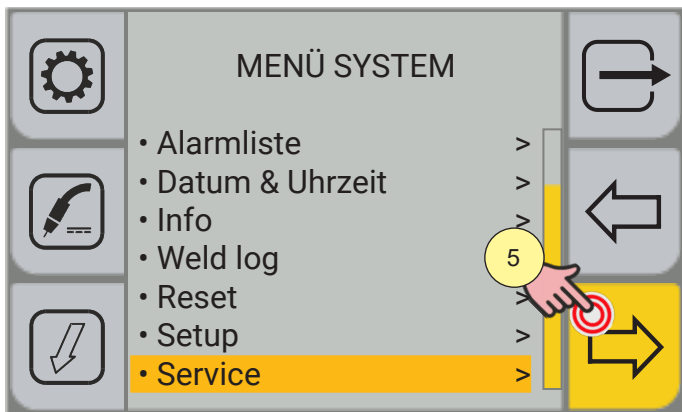 MENÜ SYSTEM
• Alarmliste >
• Datum & Uhrzeit >
• Info >
• Weld log
5
• Reset >
• Setup >
• Service >